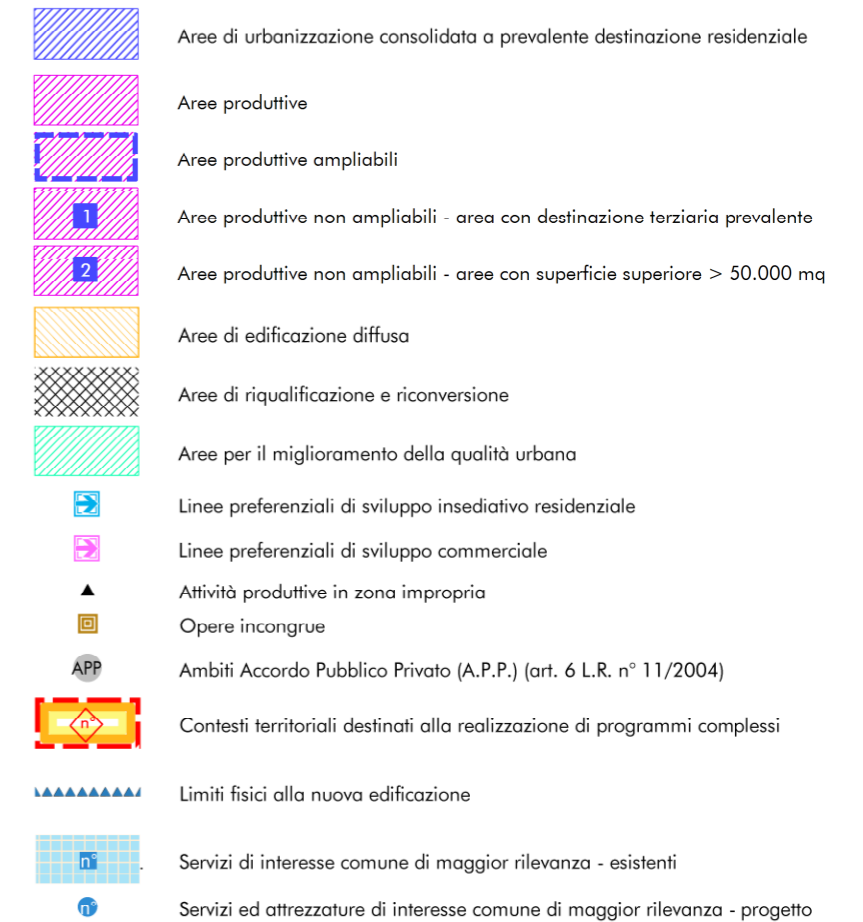 Aree di urbanizzazione consolidata a prevalente destinazione residenziale
Aree produttive
Aree produttive ampliabili
1 Aree produttive non ampliabili - area con destinazione terziaria prevalente
2 Aree produttive non ampliabili - aree con superficie superiore > 50.000 mq
Aree di edificazione diffusa
Aree di riqualificazione e riconversione
Aree per il miglioramento della qualità urbana
Linee preferenziali di sviluppo insediativo residenziale
Linee preferenziali di sviluppo commerciale
Attività produttive in zona impropria
Opere incongrue
APP Ambiti Accordo Pubblico Privato (A.P.P.) (art. 6 L.R. n° 11/2004)
n° Contesti territoriali destinati alla realizzazione di programmi complessi
Limiti fisici alla nuova edificazione
n° . Servizi di interesse comune di maggior rilevanza - esistenti
n° Servizi ed attrezzature di interesse comune di maggior rilevanza - progetto